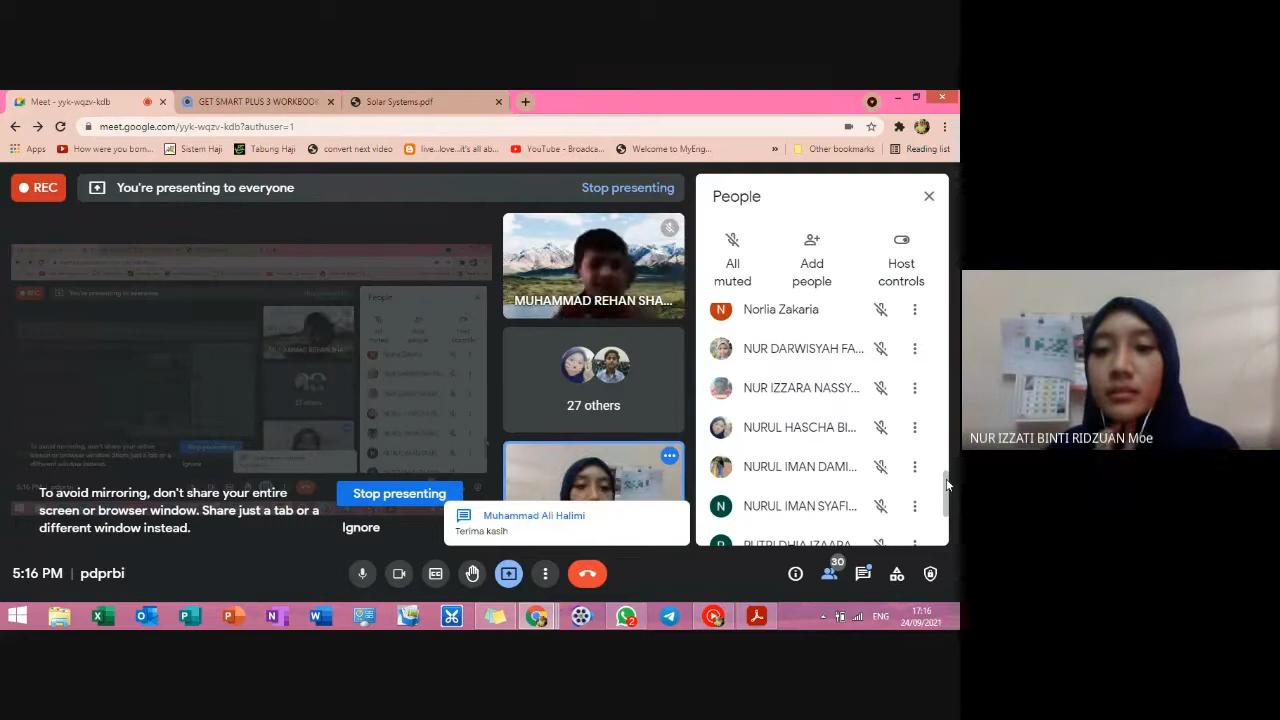 Meet - yyk-wqzv-kdb
GET SMART PLUS 3 WORKBOOK
Solar Systems.pdf
meet.google.com/yyk-wqzv-kdb?authuser=1
Apps
How were you born...
Sistem Haji
Tabung Haji
convert next video
live...love...it's all ab...
YouTube - Broadca...
Welcome to MyEng...
»
Other bookmarks
Reading list
REC
You're presenting to everyone
Stop presenting
People
All muted
Add people
Host controls
MUHAMMAD REHAN SHA...
27 others
Norlia Zakaria
NUR DARWISYAH FA...
NUR IZZARA NASSY...
NURUL HASCHA BI...
NURUL IMAN DAMI...
NURUL IMAN SYAFI...
PUTRI DHIA IZAARA
To avoid mirroring, don't share your entire
screen or browser window. Share just a tab or a
different window instead.
Stop presenting
Ignore
Muhammad Ali Halimi
Terima kasih
NUR IZZATI BINTI RIDZUAN Moe
5:16 PM | pdprbi
30
2
ENG
17:16
24/09/2021